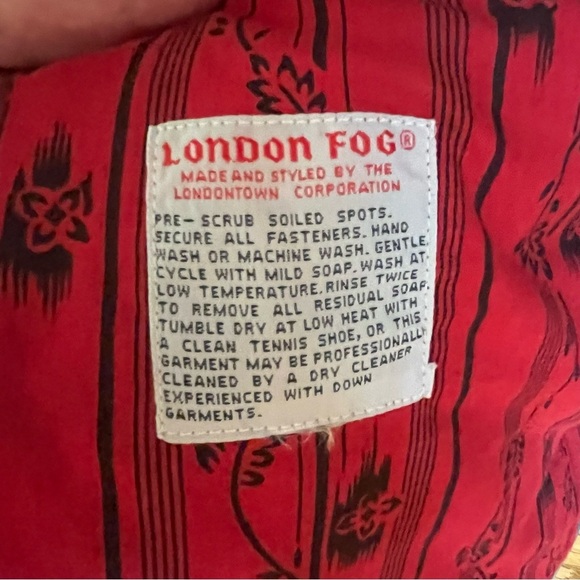 LONDON FOG®
MADE AND STYLED BY THE
LONDONTOWN CORPORATION
PRE- SCRUB SOILED SPOTS.
SECURE ALL FASTENERS. HAND
WASH OR MACHINE WASH. GENTLE
CYCLE WITH MILD SOAP. WASH AT
LOW TEMPERATURE. RINSE TWICE
TO REMOVE ALL RESIDUAL SOAP.
TUMBLE DRY AT LOW HEAT WITH
A CLEAN TENNIS SHOE, OR THIS
GARMENT MAY BE PROFESSIONALLY
CLEANED BY A DRY CLEANER
EXPERIENCED WITH DOWN
GARMENTS.